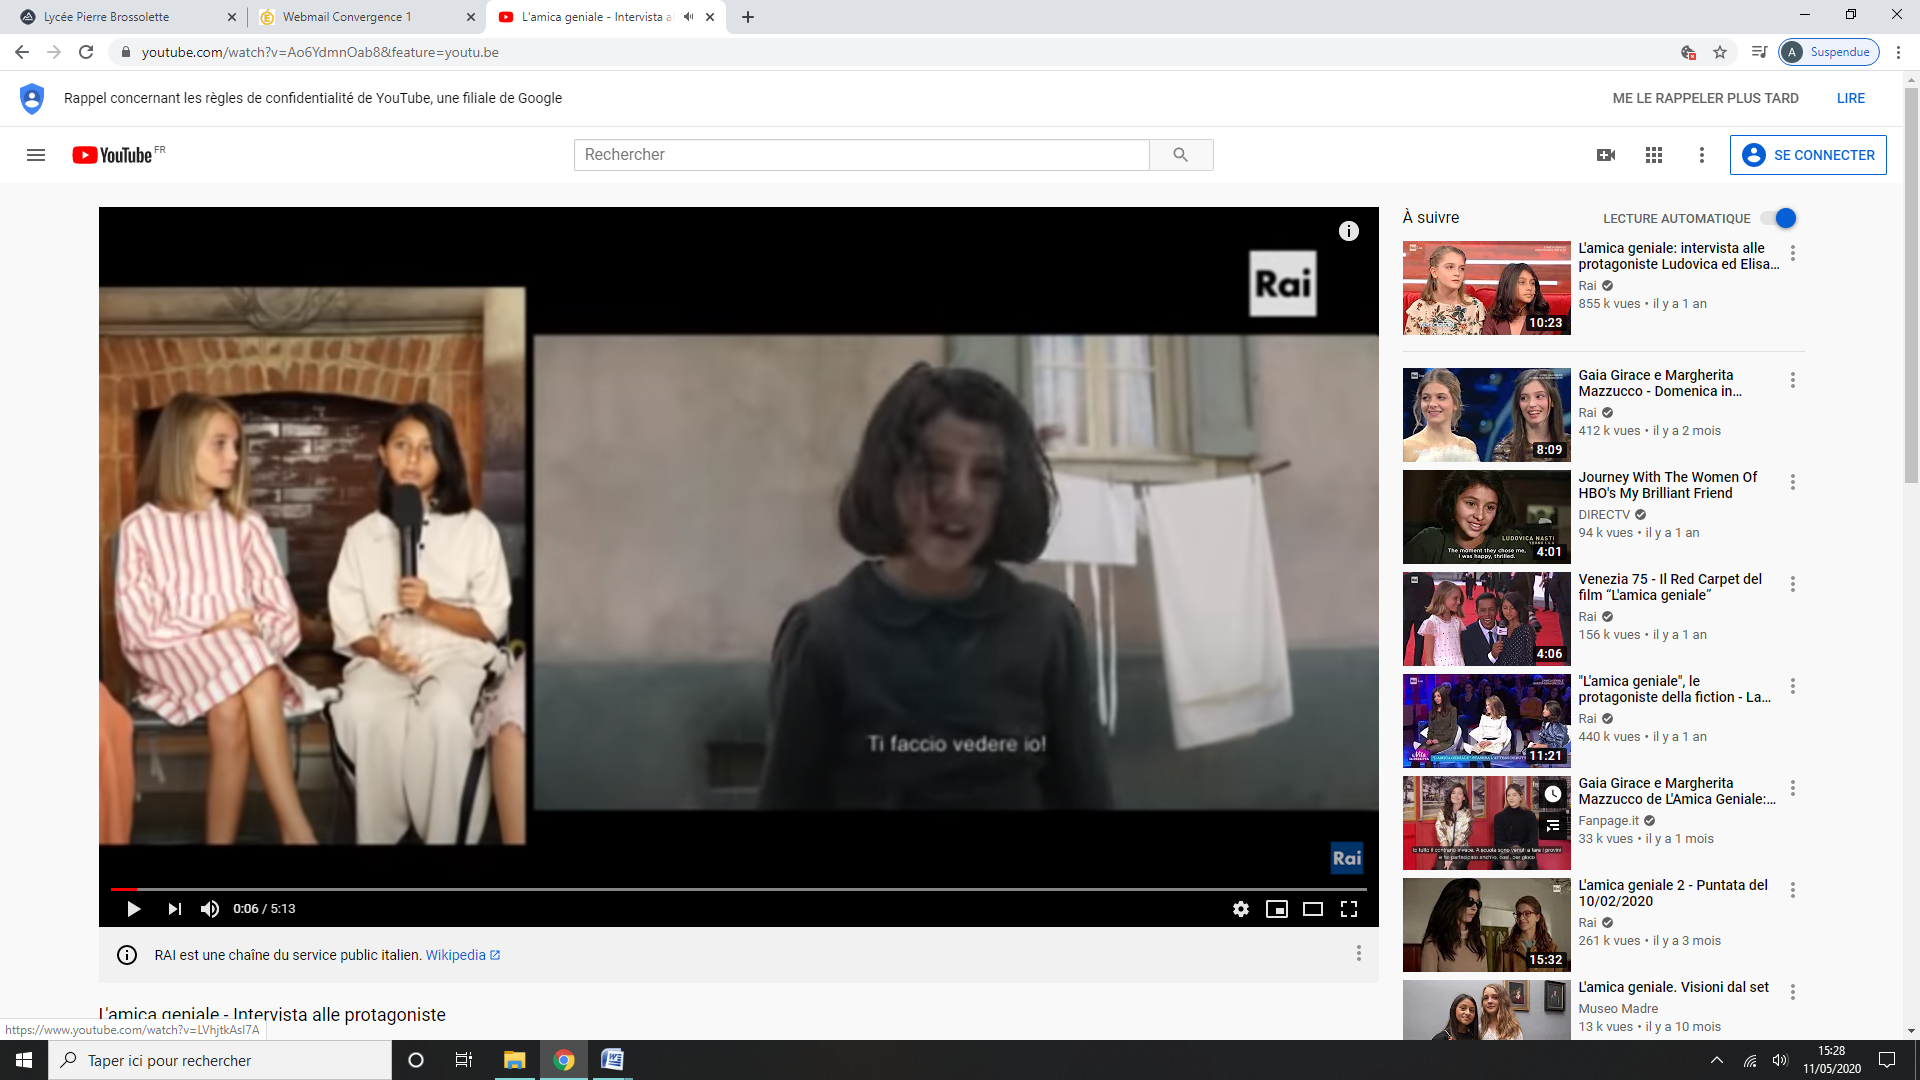 Lycée Pierre Brossolette
Webmail Convergence 1
L'amica geniale - Intervista a
youtube.com/watch?v=Ao6YdmnOab8&feature=youtu.be
A Suspendue
Rappel concernant les règles de confidentialité de YouTube, une filiale de Google
ME LE RAPPELER PLUS TARD
LIRE
YouTube FR
Rechercher
SE CONNECTER
Rai
Ti faccio vedere io!
Rai
0:06 / 5:13
RAI est une chaîne du service public italien. Wikipedia
L'amica geniale - Intervista alle protagoniste
https://www.youtube.com/watch?v=LVhjtkAsI7A
À suivre
LECTURE AUTOMATIQUE
10:23
L'amica geniale: intervista alle
protagoniste Ludovica ed Elisa...
Rai
855 k vues • il y a 1 an
8:09
Gaia Girace e Margherita
Mazzucco - Domenica in...
Rai
412 k vues • il y a 2 mois
LUDOVICA NASTI
The moment they chose me,
I was happy, thrilled.
4:01
Journey With The Women Of
HBO's My Brilliant Friend
DIRECTV
94 k vues • il y a 1 an
4:06
Venezia 75 - Il Red Carpet del
film “L'amica geniale”
Rai
156 k vues • il y a 1 an
11:21
"L'amica geniale", le
protagoniste della fiction - La...
Rai
440 k vues • il y a 1 an
Gaia Girace e Margherita
Mazzucco de L'Amica Geniale:...
Fanpage.it
33 k vues • il y a 1 mois
15:32
L'amica geniale 2 - Puntata del
10/02/2020
Rai
261 k vues • il y a 3 mois
L'amica geniale. Visioni dal set
Museo Madre
13 k vues • il y a 10 mois
Taper ici pour rechercher
15:28
11/05/2020